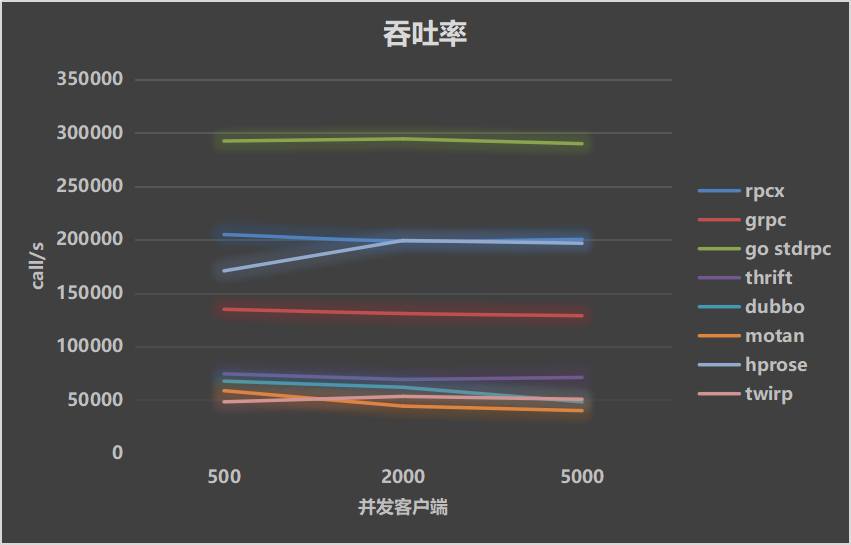 吞吐率
350000
300000
250000
200000
150000
100000
50000
0
call/s
500 2000 5000
并发客户端
rpcx
grpc
go stdrpc
thrift
dubbo
motan
hprose
twirp